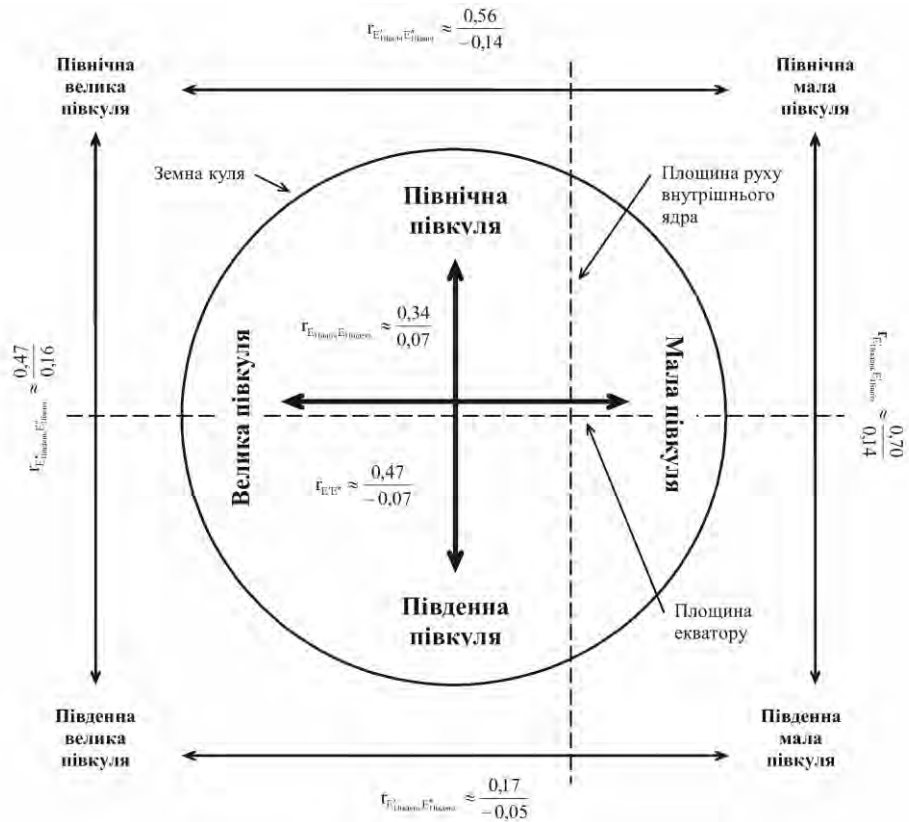 ≈ 0,56
−0,14
Північна
велика
півкуля
Північна
мала
півкуля
Земна куля
Площина руху
внутрішнього
ядра
Північна
півкуля
≈ 0,34
0,07
Велика півкуля
Мала півкуля
≈ 0,47
0,16
≈ 0,70
0,14
r E'E" ≈ 0,47
−0,07
Південна
півкуля
Площина
екватору
Південна
велика
півкуля
Південна
мала
півкуля
≈ 0,17
−0,05